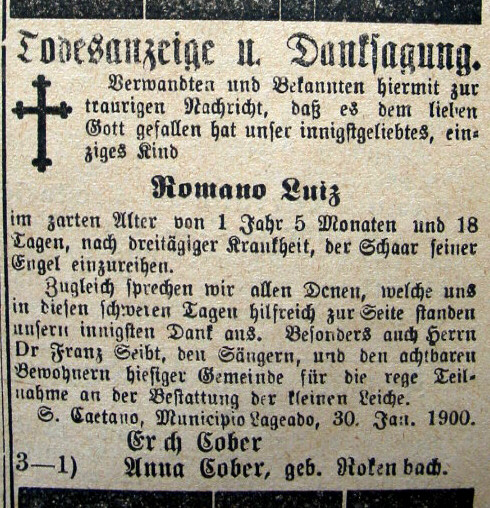 Todesanzeige u. Danksagung.
Verwandten und Bekannten hiermit zur
traurigen Nachricht, daß es dem lieben
Gott gefallen hat unser innigstgeliebtes, ein-
ziges Kind
Romano Luiz
im zarten Alter von 1 Jahr 5 Monaten und 18
Tagen, nach dreitägiger Krankheit, der Schaar seiner
Engel einzureihen.
Zugleich sprechen wir allen Denen, welche uns
in diesen schweren Tagen hilfreich zur Seite standen
unsern innigsten Dank aus. Besonders auch Herrn
Dr Franz Seibt, den Sängern, und den achtbaren
Bewohnern hiesiger Gemeinde für die rege Teil-
nahme an der Bestattung der kleinen Leiche.
S. Caetano, Municipio Lageado, 30. Jan. 1900.
Er ch Cober
3—1) Anna Cober, geb. Roken bach.